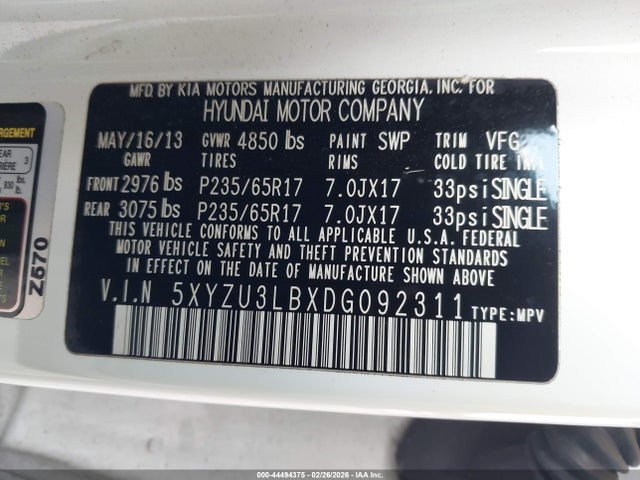 MFD. BY KIA MOTORS MANUFACTURING GEORGIA, INC. FOR
HYUNDAI MOTOR COMPANY
MAY/16/13 GVWR 4850 lbs PAINT SWP TRIM VFG
GAWR TIRES RIMS COLD TIRE
FRONT 2976 lbs P235/65R17 7.0JX17 33psi SINGLE
REAR 3075 lbs P235/65R17 7.0JX17 33psi SINGLE
THIS VEHICLE CONFORMS TO ALL APPLICABLE U.S.A. FEDERAL
MOTOR VEHICLE SAFETY AND THEFT PREVENTION STANDARDS
IN EFFECT ON THE DATE OF MANUFACTURE SHOWN ABOVE.
V.I.N 5XYZU3LBXDG092311 TYPE:MPV
Z670
3
000-44494375 - 02/26/2026 - IAA Inc.